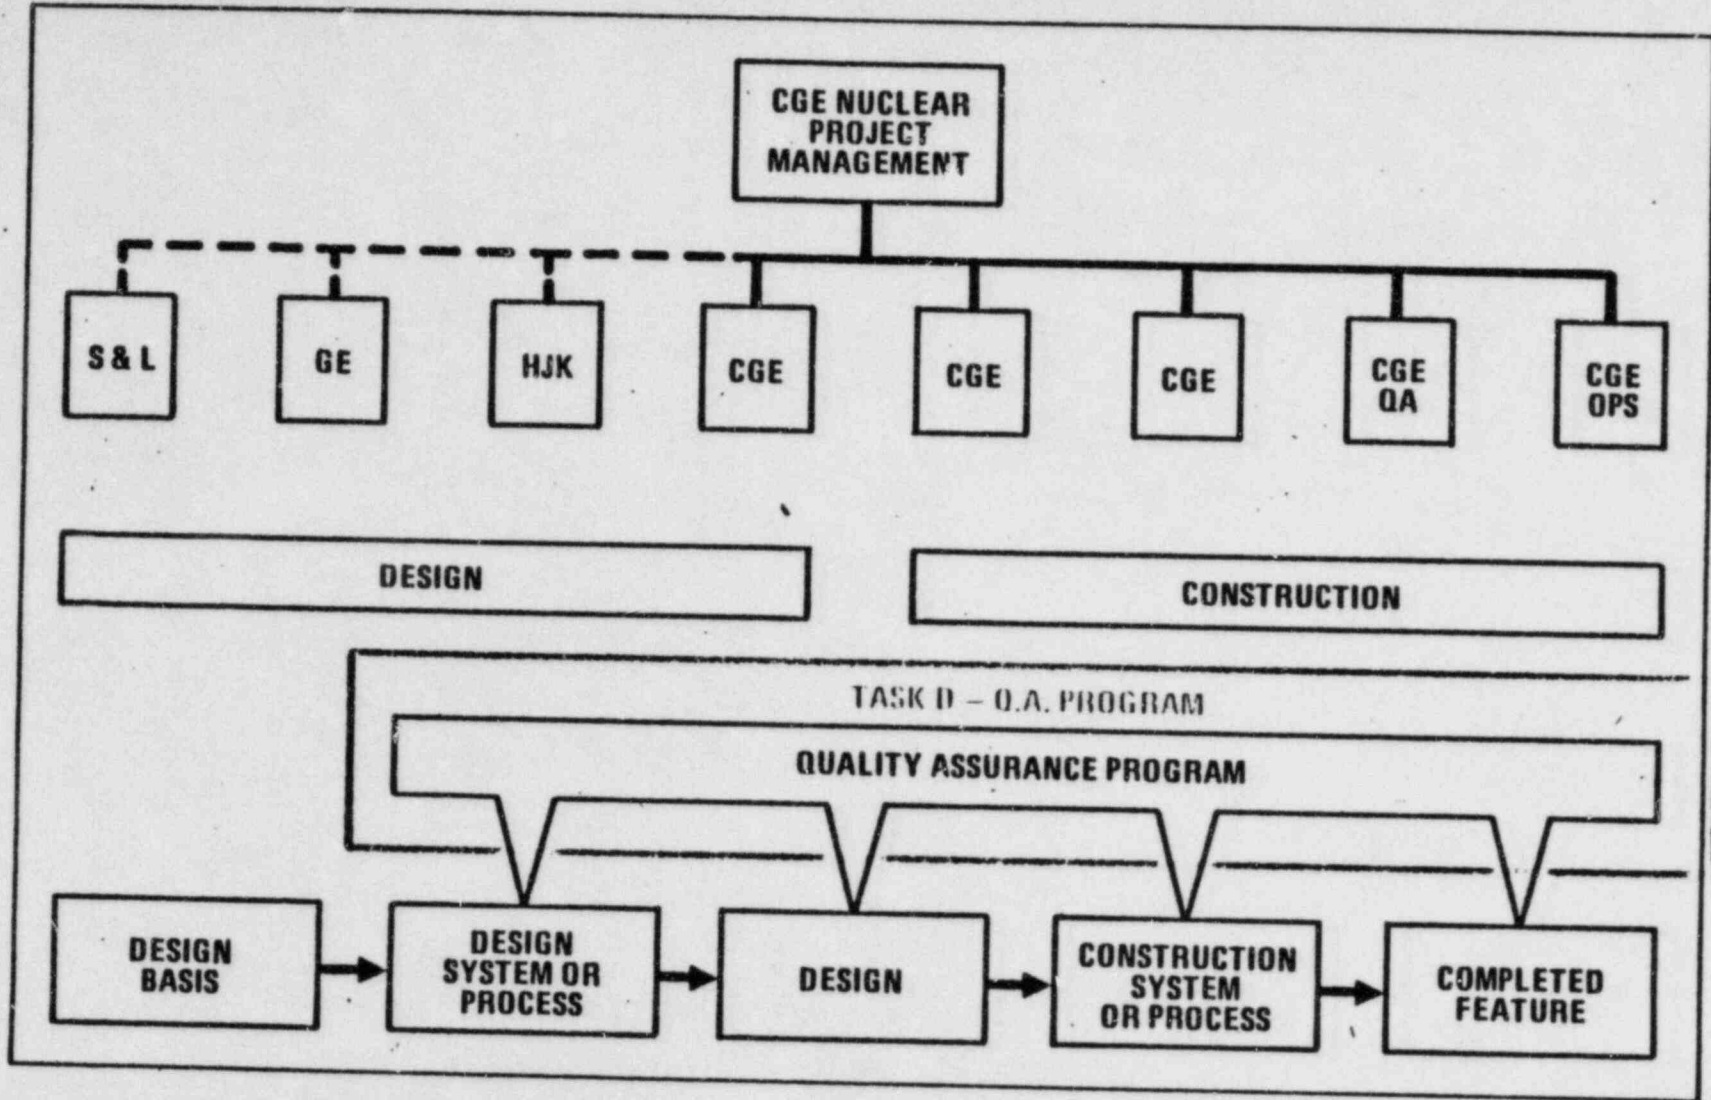 CGE NUCLEAR
PROJECT
MANAGEMENT
S & L
GE
HJK
CGE
CGE
CGE
CGE
QA
CGE
OPS
DESIGN
CONSTRUCTION
TASK D – Q.A. PROGRAM
QUALITY ASSURANCE PROGRAM
DESIGN
BASIS
DESIGN
SYSTEM OR
PROCESS
DESIGN
CONSTRUCTION
SYSTEM
OR PROCESS
COMPLETED
FEATURE